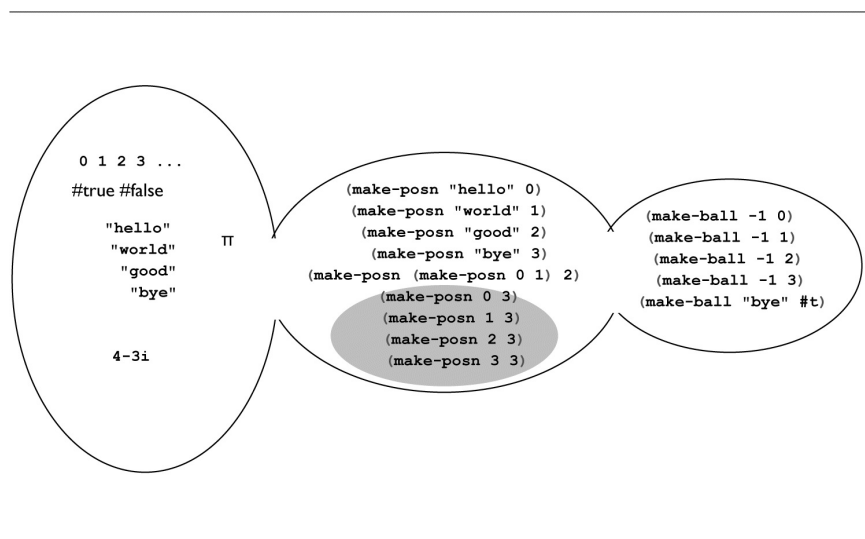 0 1 2 3 ...
#true #false
"hello"
"world"
"good"
"bye"
π
4-3i
(make-posn "hello" 0)
(make-posn "world" 1)
(make-posn "good" 2)
(make-posn "bye" 3)
(make-posn (make-posn 0 1) 2)
(make-posn 0 3)
(make-posn 1 3)
(make-posn 2 3)
(make-posn 3 3)
(make-ball -1 0)
(make-ball -1 1)
(make-ball -1 2)
(make-ball -1 3)
(make-ball "bye" #t)